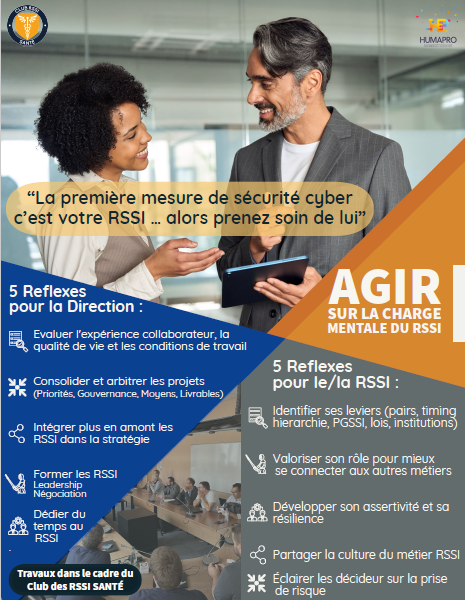 CLUB RSSI
SANTÉ
HUMAPRO
“La première mesure de sécurité cyber
c’est votre RSSI ... alors prenez soin de lui”
AGIR
SUR LA CHARGE
MENTALE DU RSSI
5 Reflexes
pour la Direction :
Evaluer l’expérience collaborateur, la
qualité de vie et les conditions de travail
Consolider et arbitrer les projets
(Priorités, Gouvernance, Moyens, Livrables)
Intégrer plus en amont les
RSSI dans la stratégie
Former les RSSI
Leadership
Négociation
Dédier du
temps au
RSSI
.
Travaux dans le cadre du
Club des RSSI SANTÉ
5 Reflexes
pour le/la RSSI :
Identifier ses leviers (pairs, timing
hierarchie, PGSSI, lois, institutions)
Valoriser son rôle pour mieux
se connecter aux autres métiers
Développer son assertivité et sa
résilience
Partager la culture du métier RSSI
Éclairer les décideur sur la prise
de risque